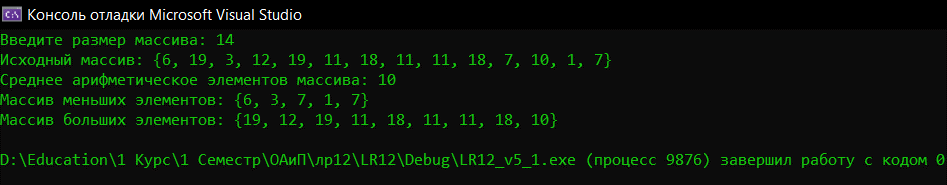 Консоль отладки Microsoft Visual Studio
Введите размер массива: 14
Исходный массив: {6, 19, 3, 12, 19, 11, 18, 11, 11, 18, 7, 10, 1, 7}
Среднее арифметическое элементов массива: 10
Массив меньших элементов: {6, 3, 7, 1, 7}
Массив больших элементов: {19, 12, 19, 11, 18, 11, 11, 18, 10}
D:\Education\1 Курс\1 Семестр\ОАиП\лр12\LR12\Debug\LR12_v5_1.exe (процесс 9876) завершил работу с кодом 0